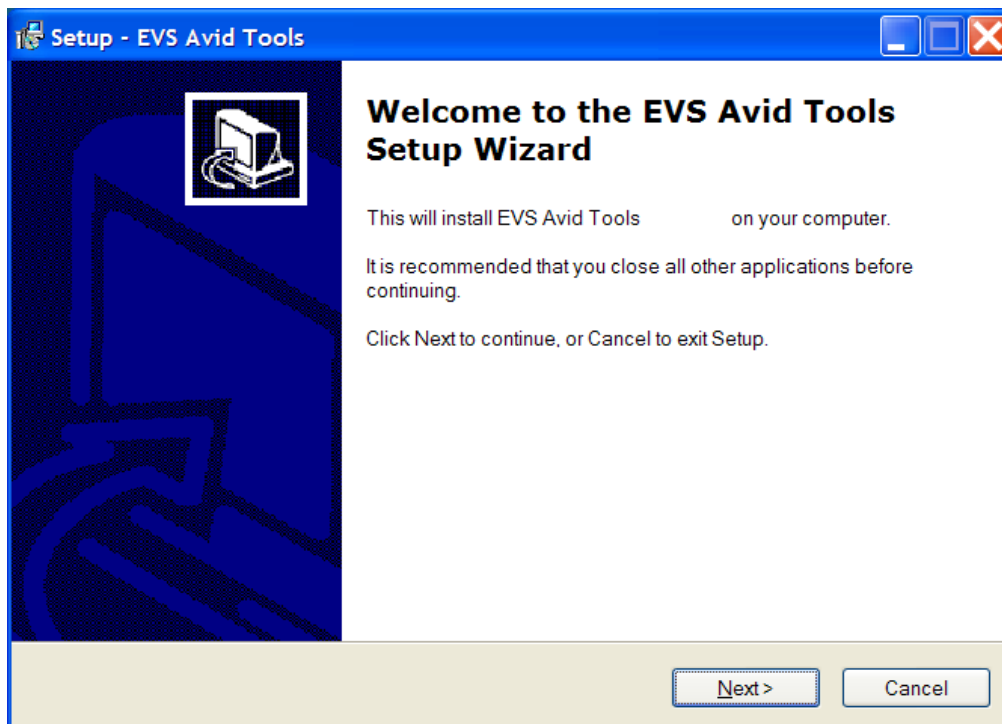 Setup - EVS Avid Tools
Welcome to the EVS Avid Tools
Setup Wizard
This will install EVS Avid Tools on your computer.
It is recommended that you close all other applications before
continuing.
Click Next to continue, or Cancel to exit Setup.
Next >
Cancel